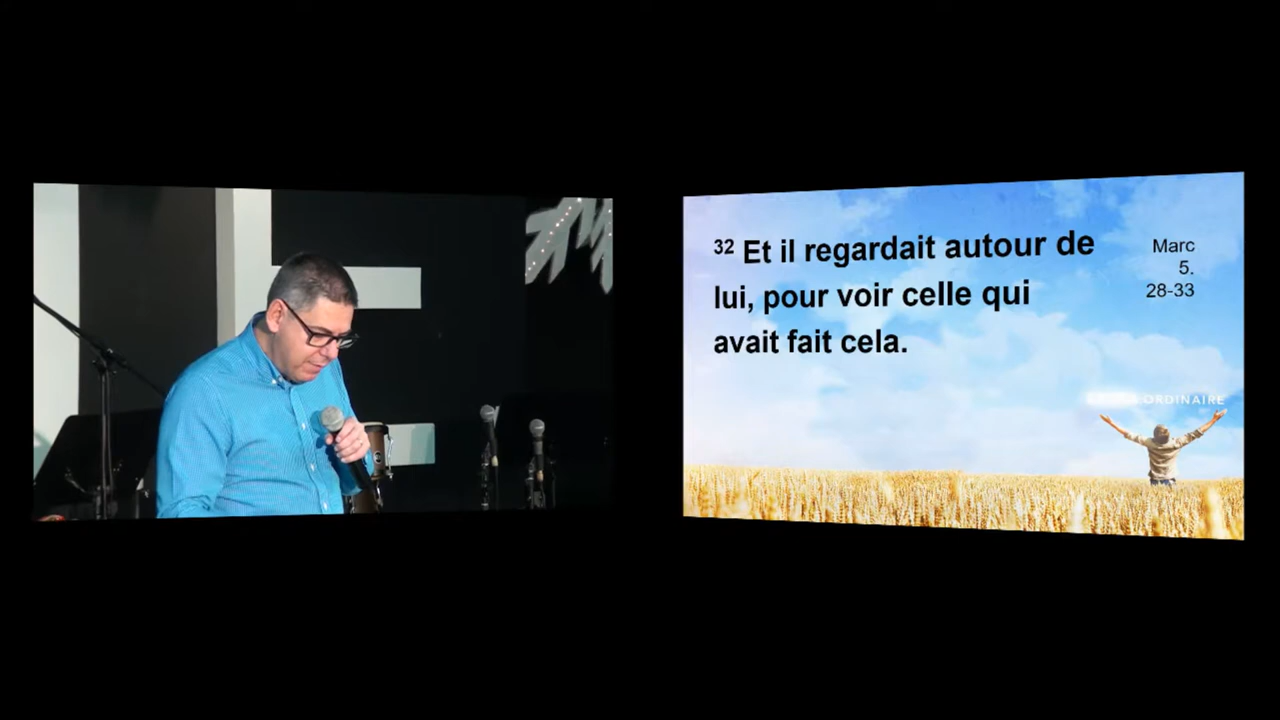 32 Et il regardait autour de
lui, pour voir celle qui
avait fait cela.
Marc
5.
28-33
ORDINAIRE